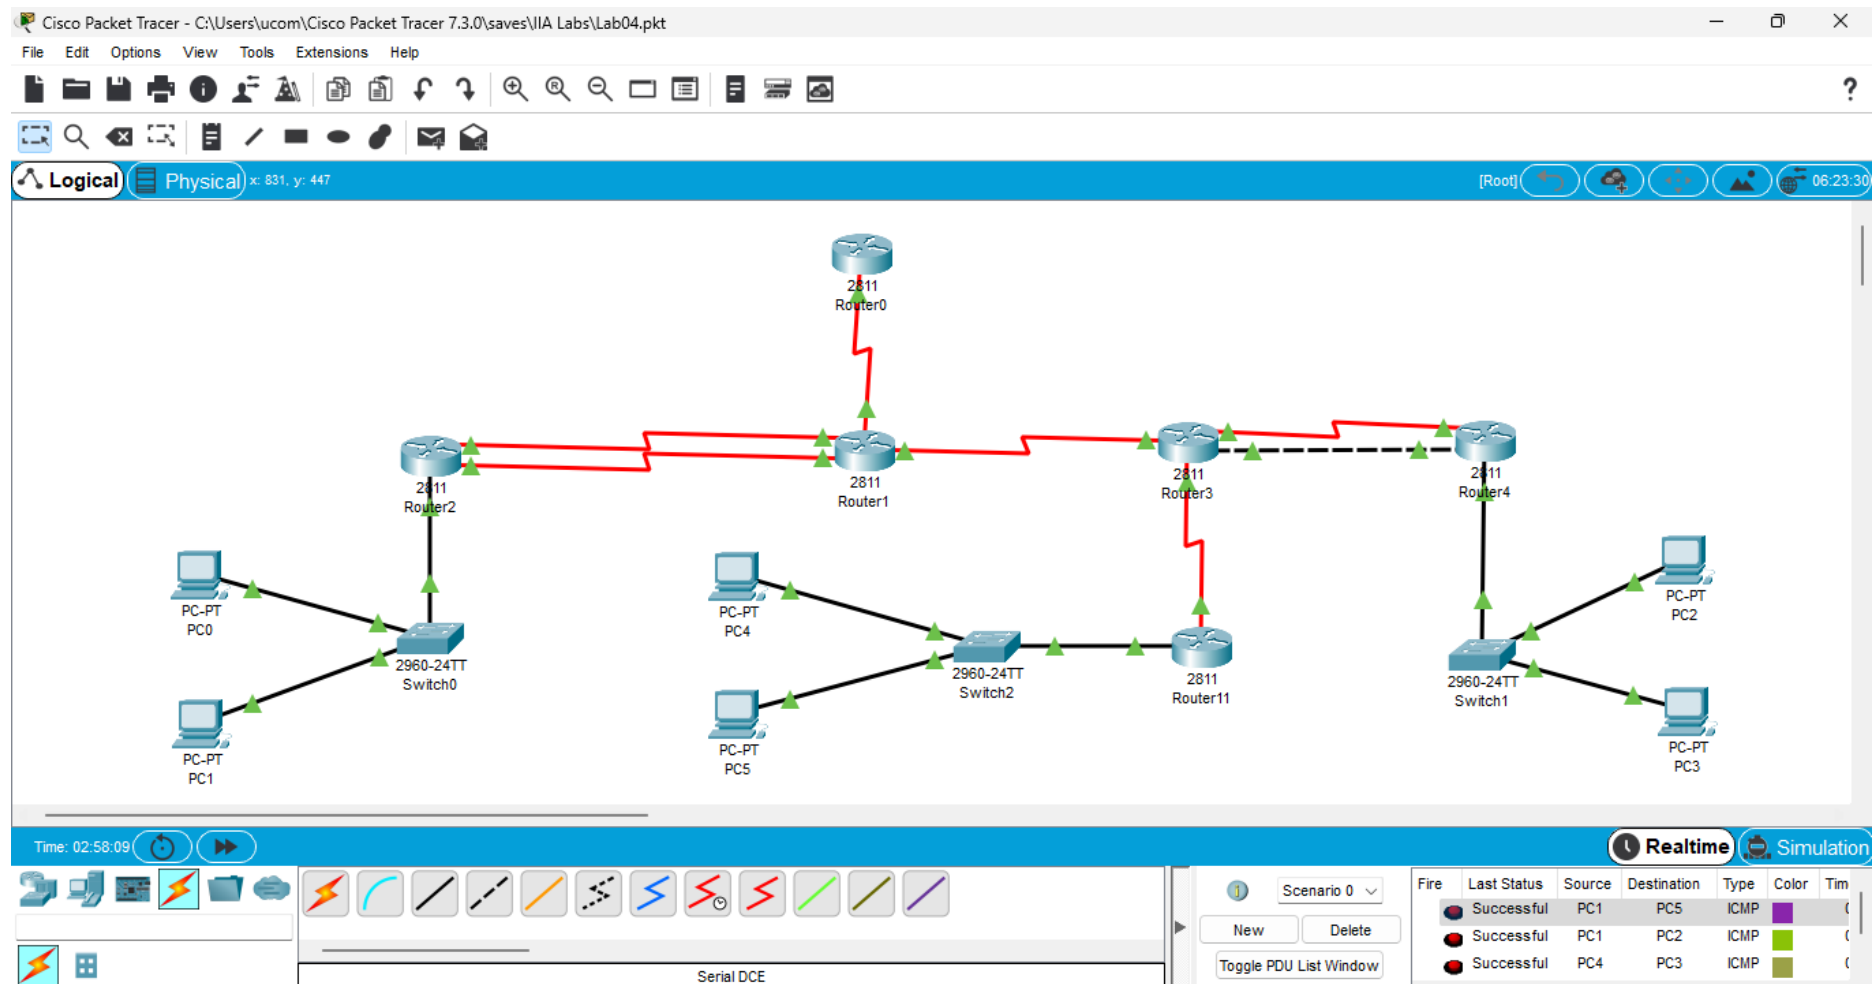 Cisco Packet Tracer - C:\Users\ucom\Cisco Packet Tracer 7.3.0\saves\IIA Labs\Lab04.pkt
File Edit Options View Tools Extensions Help
?
Logical Physical x: 831, y: 447 [Root] 06:23:30
2811
Router0
2811
Router2
2811
Router1
2811
Router3
2811
Router4
PC-PT
PC0
PC-PT
PC4
PC-PT
PC2
2960-24TT
Switch0
2960-24TT
Switch2
2811
Router11
2960-24TT
Switch1
PC-PT
PC1
PC-PT
PC5
PC-PT
PC3
Time: 02:58:09 Realtime Simulation
Scenario 0
New Delete
Toggle PDU List Window
Serial DCE
Fire Last Status Source Destination Type Color Tim
Successful PC1 PC5 ICMP
Successful PC1 PC2 ICMP
Successful PC4 PC3 ICMP